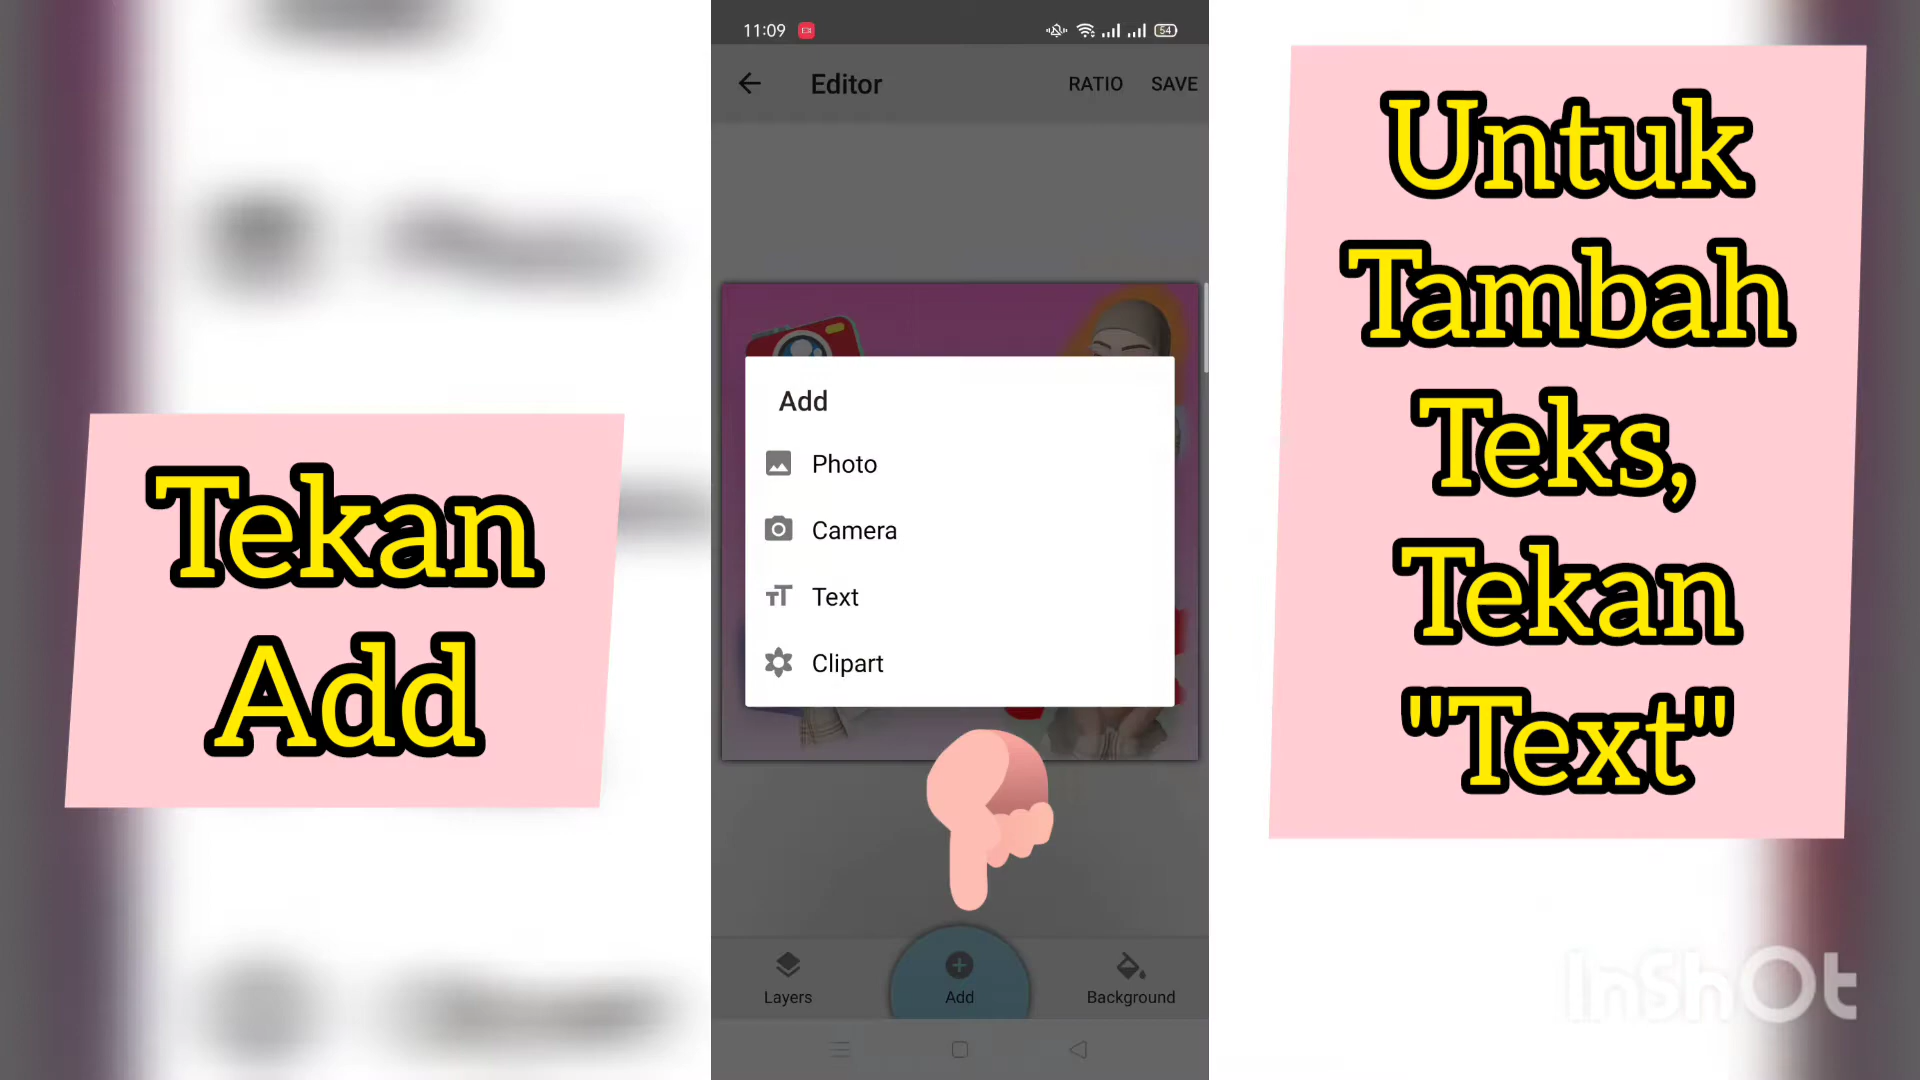 11:09
54
Editor
RATIO
SAVE
Add
Photo
Camera
Text
Clipart
Layers
Add
Background
Tekan
Add
Untuk
Tambah
Teks,
Tekan
"Text"
InShOt